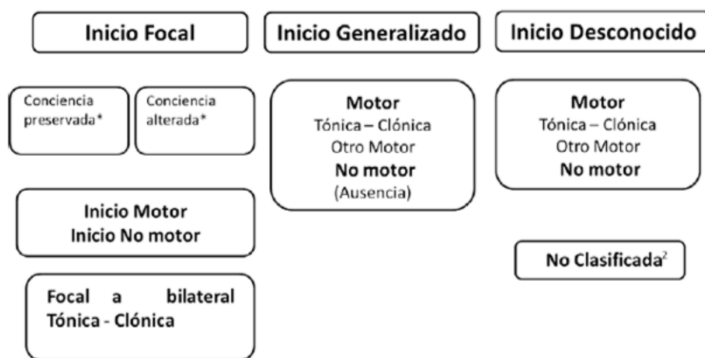 Inicio Focal
Inicio Generalizado
Inicio Desconocido
Conciencia
preservada*
Conciencia
alterada*
Motor
Tónica – Clónica
Otro Motor
No motor
(Ausencia)
Motor
Tónica – Clónica
Otro Motor
No motor
Inicio Motor
Inicio No motor
No Clasificada²
Focal a bilateral
Tónica - Clónica